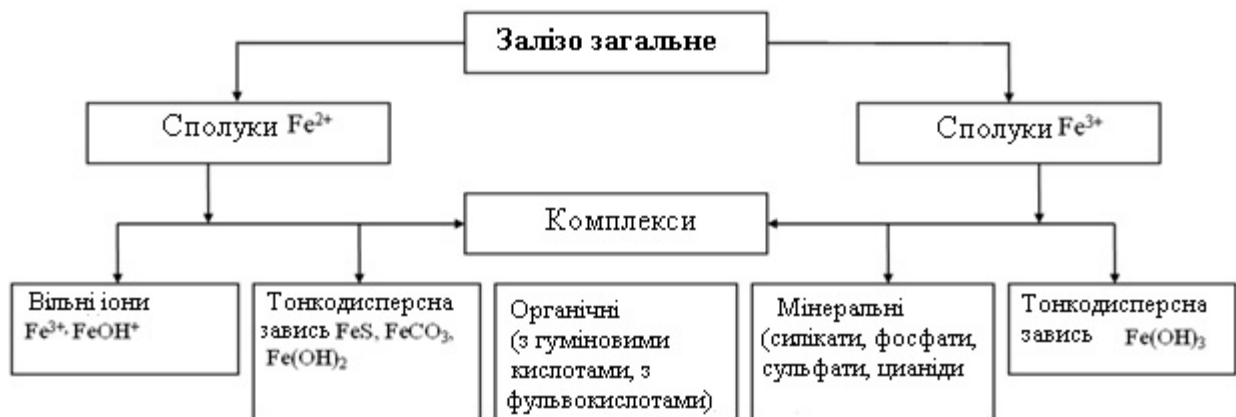 Залізо загальне
Сполуки Fe²⁺
Сполуки Fe³⁺
Комплекси
Вільні іони
Fe³⁺, FeOH⁺
Тонкодисперсна
завись FeS, FeCO₃,
Fe(OH)₂
Органічні
(з гуміновими
кислотами, з
фульвокислотами)
Мінеральні
(силікати, фосфати,
сульфати, цианіди
Тонкодисперсна
завись Fe(OH)₃